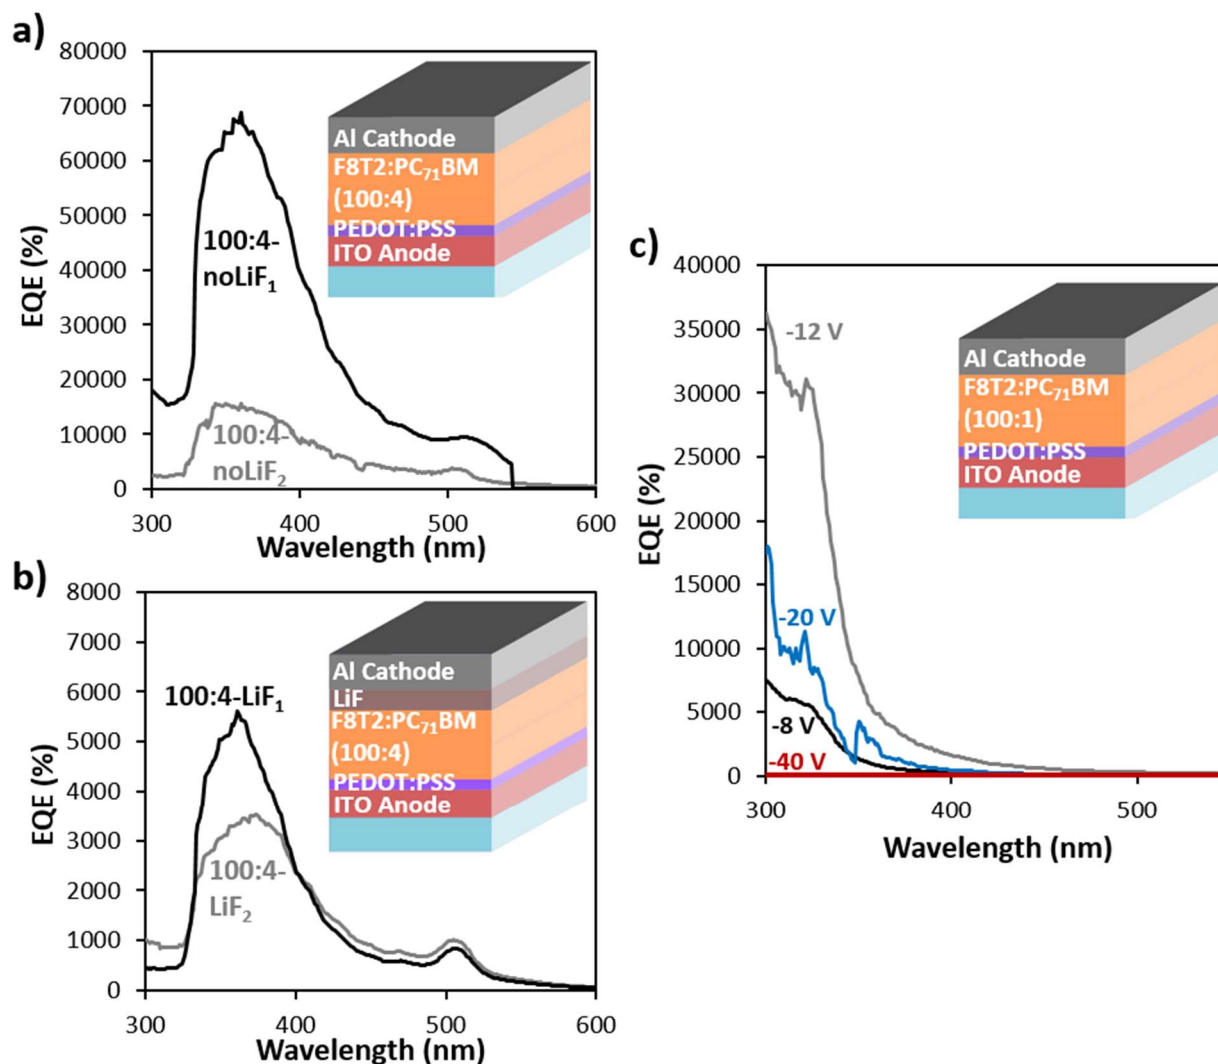 a)
80000
70000
60000
50000
40000
30000
20000
10000
0
EQE (%)
300 400 500 600
Wavelength (nm)
100:4-
noLiF₁
100:4-
noLiF₂
Al Cathode
F8T2:PC₇₁BM
(100:4)
PEDOT:PSS
ITO Anode
b)
8000
7000
6000
5000
4000
3000
2000
1000
0
EQE (%)
300 400 500 600
Wavelength (nm)
100:4-LiF₁
100:4-
LiF₂
Al Cathode
LiF
F8T2:PC₇₁BM
(100:4)
PEDOT:PSS
ITO Anode
c)
40000
35000
30000
25000
20000
15000
10000
5000
0
EQE (%)
300 400 500
Wavelength (nm)
-12 V
-20 V
-8 V
-40 V
Al Cathode
F8T2:PC₇₁BM
(100:1)
PEDOT:PSS
ITO Anode